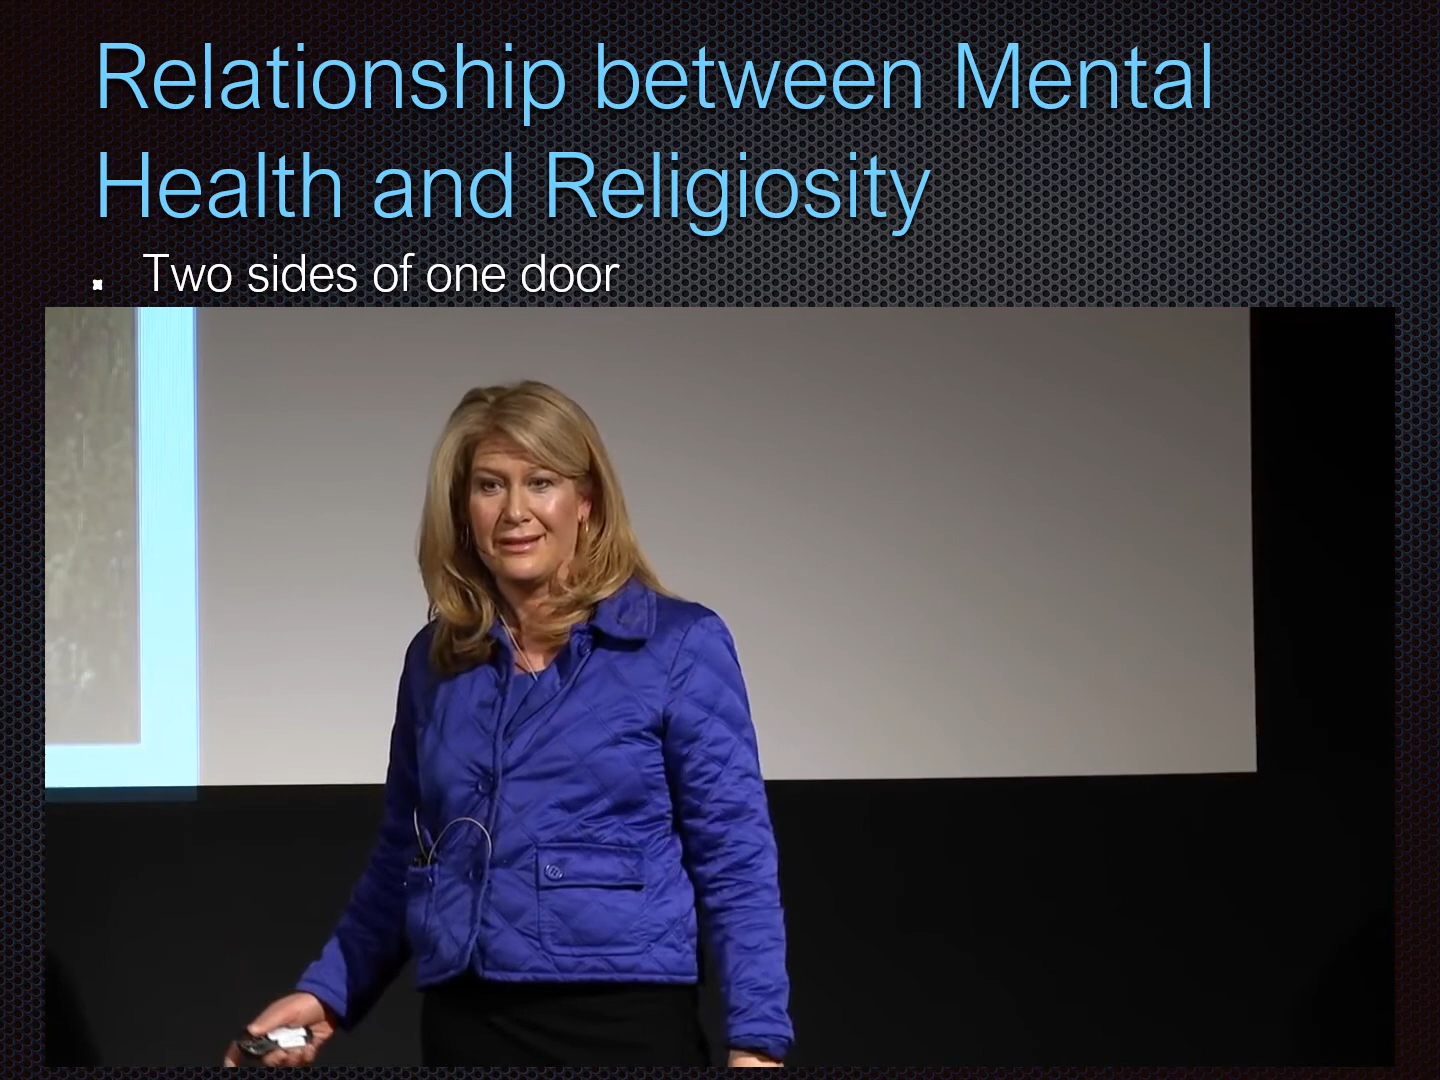 Relationship between Mental
Health and Religiosity
Two sides of one door